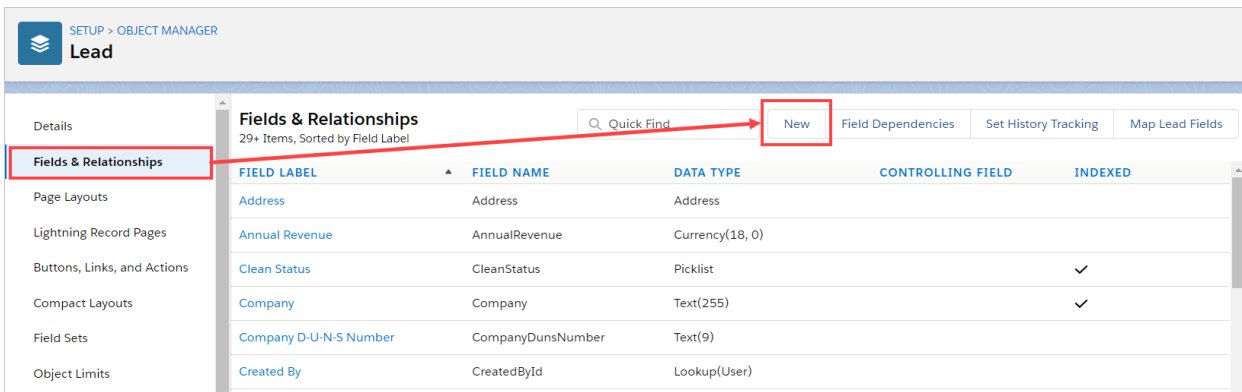 SETUP > OBJECT MANAGER
Lead
Details
Fields & Relationships
Page Layouts
Lightning Record Pages
Buttons, Links, and Actions
Compact Layouts
Field Sets
Object Limits
Fields & Relationships
29+ Items, Sorted by Field Label
Quick Find
New Field Dependencies Set History Tracking Map Lead Fields
FIELD LABEL FIELD NAME DATA TYPE CONTROLLING FIELD INDEXED
Address Address Address
Annual Revenue AnnualRevenue Currency(18, 0)
Clean Status CleanStatus Picklist
Company Company Text(255)
Company D-U-N-S Number CompanyDunsNumber Text(9)
Created By CreatedById Lookup(User)